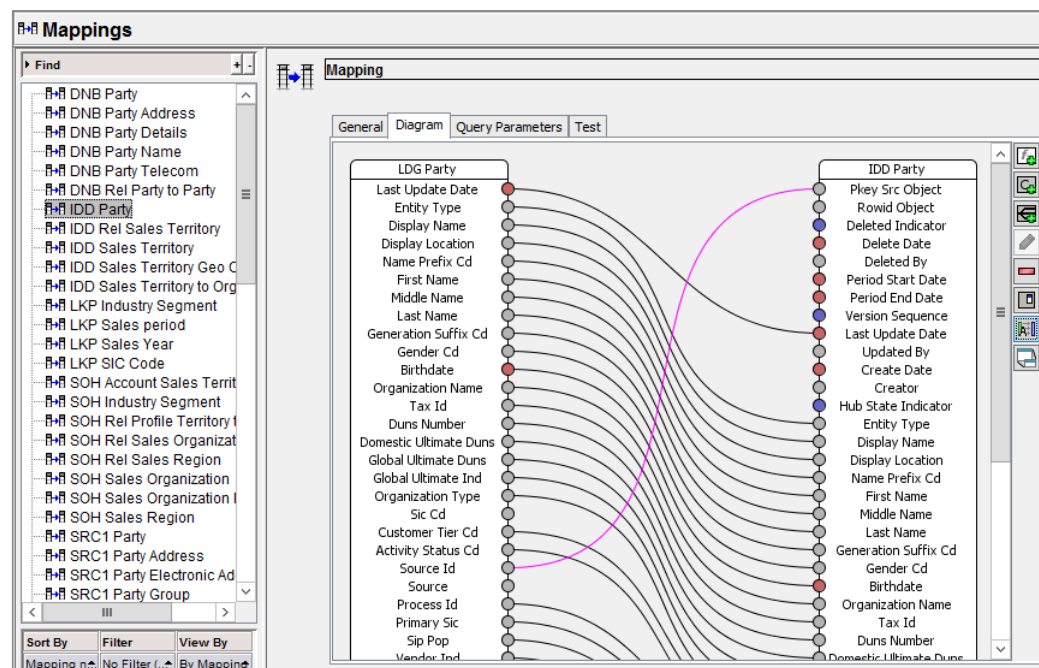 Mappings
Find
+ -
DNB Party
DNB Party Address
DNB Party Details
DNB Party Name
DNB Party Telecom
DNB Rel Party to Party
IDD Party
IDD Rel Sales Territory
IDD Sales Territory
IDD Sales Territory Geo C
IDD Sales Territory to Org
LKP Industry Segment
LKP Sales period
LKP Sales Year
LKP SIC Code
SOH Account Sales Territ
SOH Industry Segment
SOH Rel Profile Territory t
SOH Rel Sales Organizat
SOH Rel Sales Region
SOH Sales Organization
SOH Sales Organization I
SOH Sales Region
SRC1 Party
SRC1 Party Address
SRC1 Party Electronic Ad
SRC1 Party Group
Sort By Filter View By
Mapping n... No Filter (... By Mapping
Mapping
General Diagram Query Parameters Test
LDG Party
Last Update Date
Entity Type
Display Name
Display Location
Name Prefix Cd
First Name
Middle Name
Last Name
Generation Suffix Cd
Gender Cd
Birthdate
Organization Name
Tax Id
Duns Number
Domestic Ultimate Duns
Global Ultimate Duns
Global Ultimate Ind
Organization Type
Sic Cd
Customer Tier Cd
Activity Status Cd
Source Id
Source
Process Id
Primary Sic
Sip Pop
Vendor Ind
IDD Party
Pkey Src Object
Rowid Object
Deleted Indicator
Delete Date
Deleted By
Period Start Date
Period End Date
Version Sequence
Last Update Date
Updated By
Create Date
Creator
Hub State Indicator
Entity Type
Display Name
Display Location
Name Prefix Cd
First Name
Middle Name
Last Name
Generation Suffix Cd
Gender Cd
Birthdate
Organization Name
Tax Id
Duns Number
Domestic Ultimate Duns